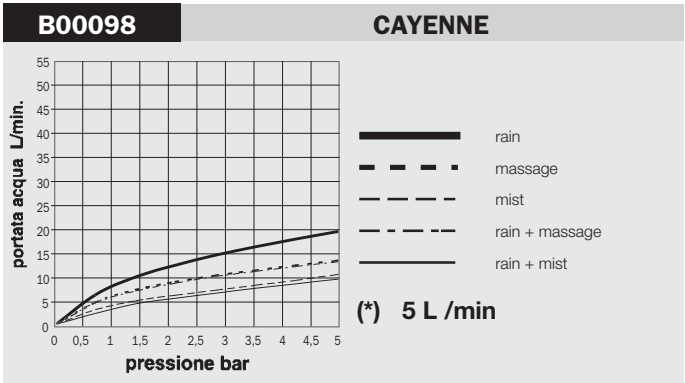 B00098
CAYENNE
portata acqua L/min.
55
50
45
40
35
30
25
20
15
10
5
0
0 0,5 1 1,5 2 2,5 3 3,5 4 4,5 5
pressione bar
rain
massage
mist
rain + massage
rain + mist
(*) 5 L /min